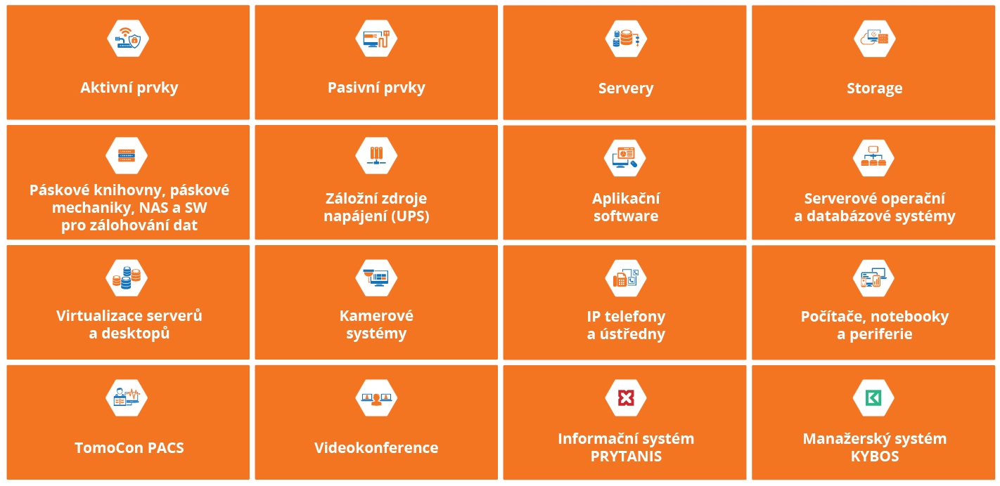 Aktivní prvky
Pasivní prvky
Servery
Storage
Páskové knihovny, páskové
mechaniky, NAS a SW
pro zálohování dat
Záložní zdroje
napájení (UPS)
Aplikační
software
Serverové operační
a databázové systémy
Virtualizace serverů
a desktopů
Kamerové
systémy
IP telefony
a ústředny
Počítače, notebooky
a periferie
TomoCon PACS
Videokonference
Informační systém
PRYTANIS
Manažerský systém
KYBOS